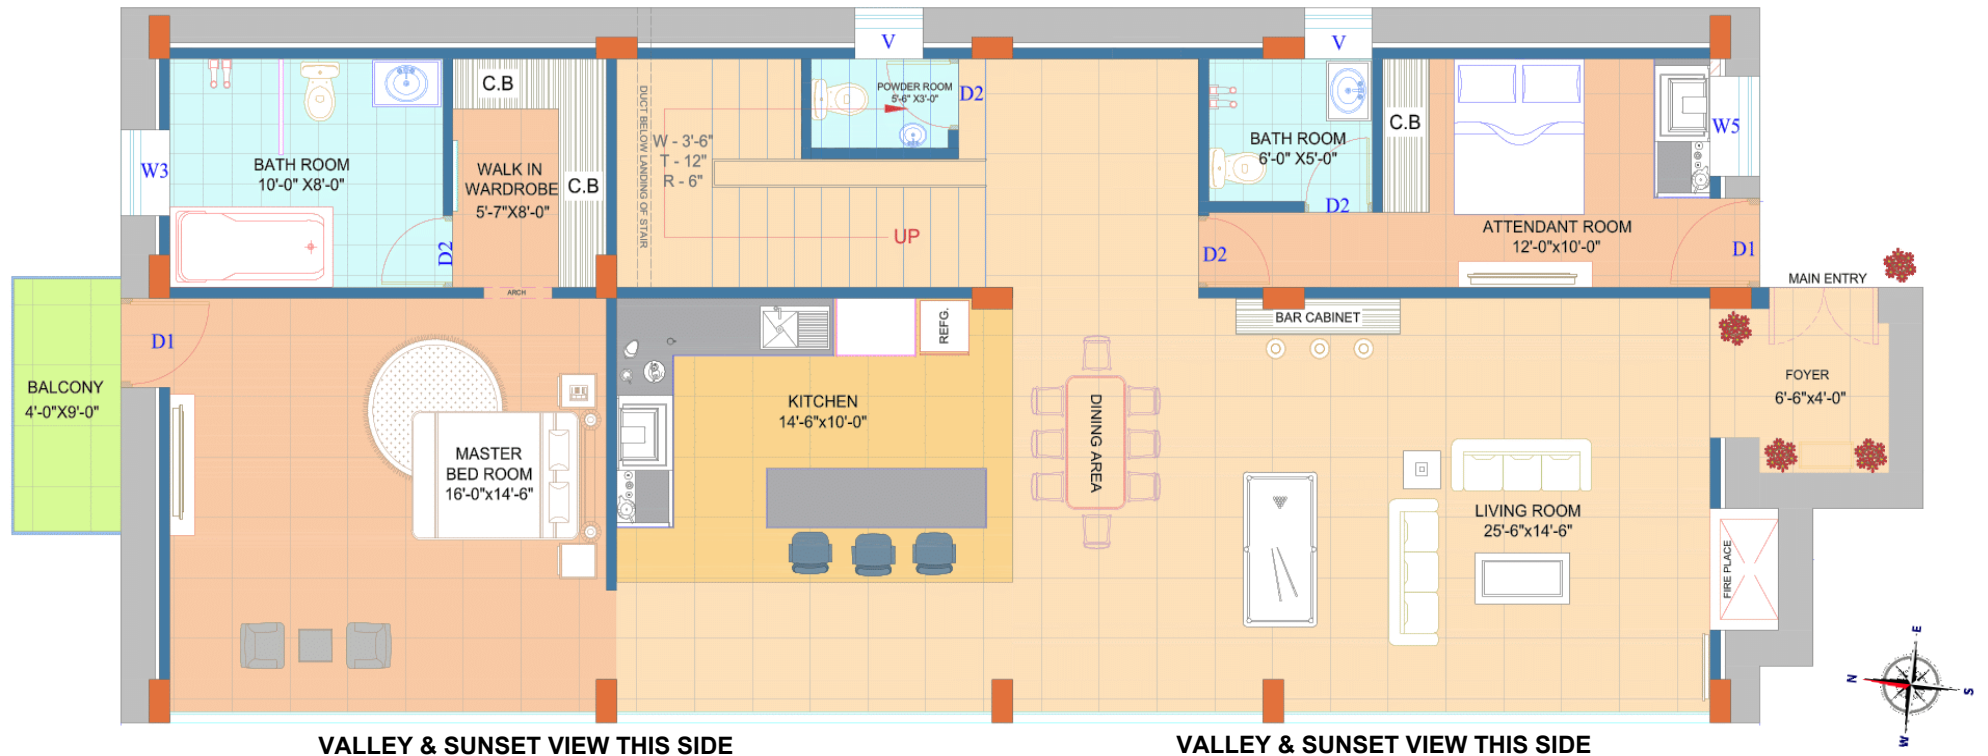 V
V
C.B
POWDER ROOM
5'-6" X3'-0"
D2
W3
BATH ROOM
10'-0" X8'-0"
WALK IN
WARDROBE
5'-7"X8'-0"
C.B
D2
ARCH
DUCT BELOW LANDING OF STAIR
W - 3'-6"
T - 12"
R - 6"
UP
BATH ROOM
6'-0" X5'-0"
D2
C.B
W5
ATTENDANT ROOM
12'-0"x10'-0"
D2
D1
MAIN ENTRY
D1
BALCONY
4'-0"X9'-0"
MASTER
BED ROOM
16'-0"x14'-6"
REFG.
KITCHEN
14'-6"x10'-0"
DINING AREA
BAR CABINET
FOYER
6'-6"x4'-0"
LIVING ROOM
25'-6"x14'-6"
FIRE PLACE
E
N
S
W
VALLEY & SUNSET VIEW THIS SIDE
VALLEY & SUNSET VIEW THIS SIDE